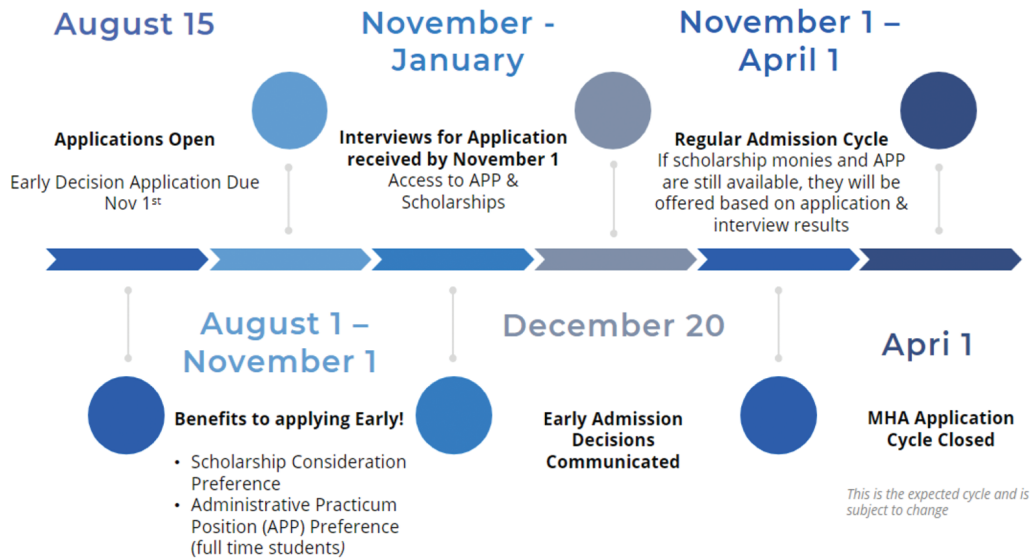 August 15
Applications Open
Early Decision Application Due
Nov 1st
August 1 –
November 1
Benefits to applying Early!
• Scholarship Consideration
Preference
• Administrative Practicum
Position (APP) Preference
(full time students)
November -
January
Interviews for Application
received by November 1
Access to APP &
Scholarships
December 20
Early Admission
Decisions
Communicated
November 1 –
April 1
Regular Admission Cycle
If scholarship monies and APP
are still available, they will be
offered based on application &
interview results
Apri 1
MHA Application
Cycle Closed
This is the expected cycle and is
subject to change